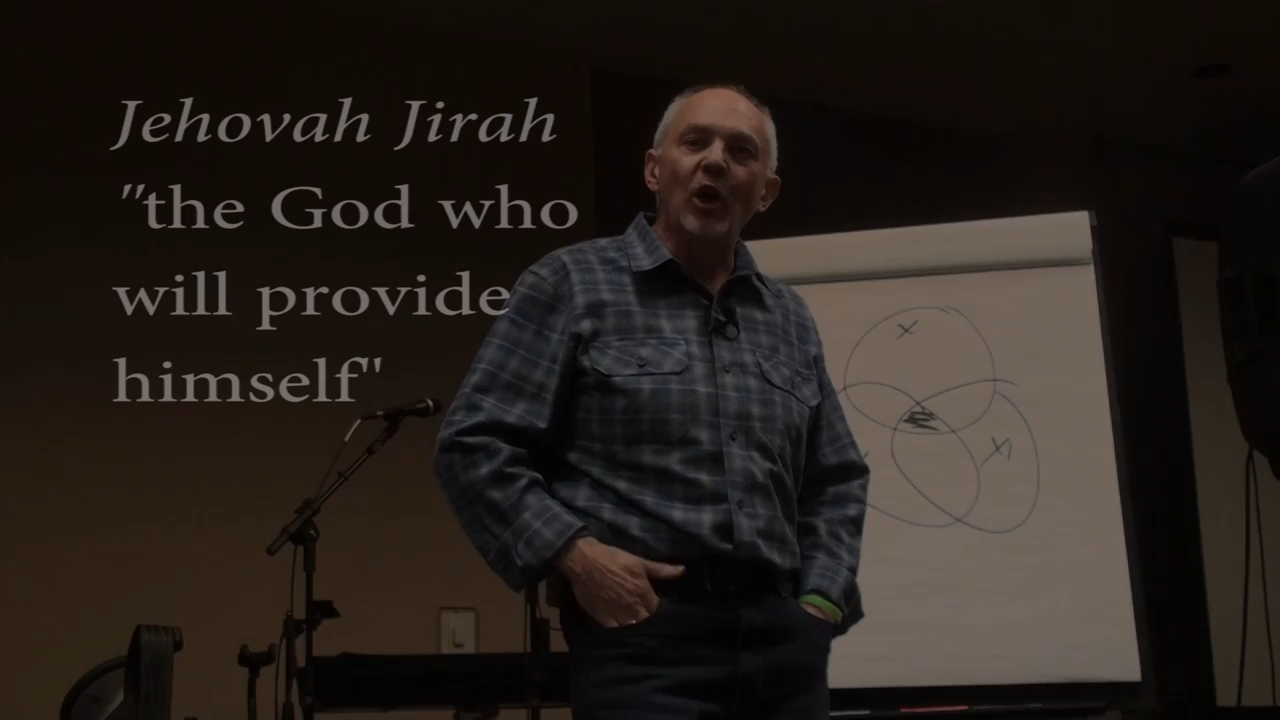 Jehovah Jirah
"the God who
will provide
himself"
X
X